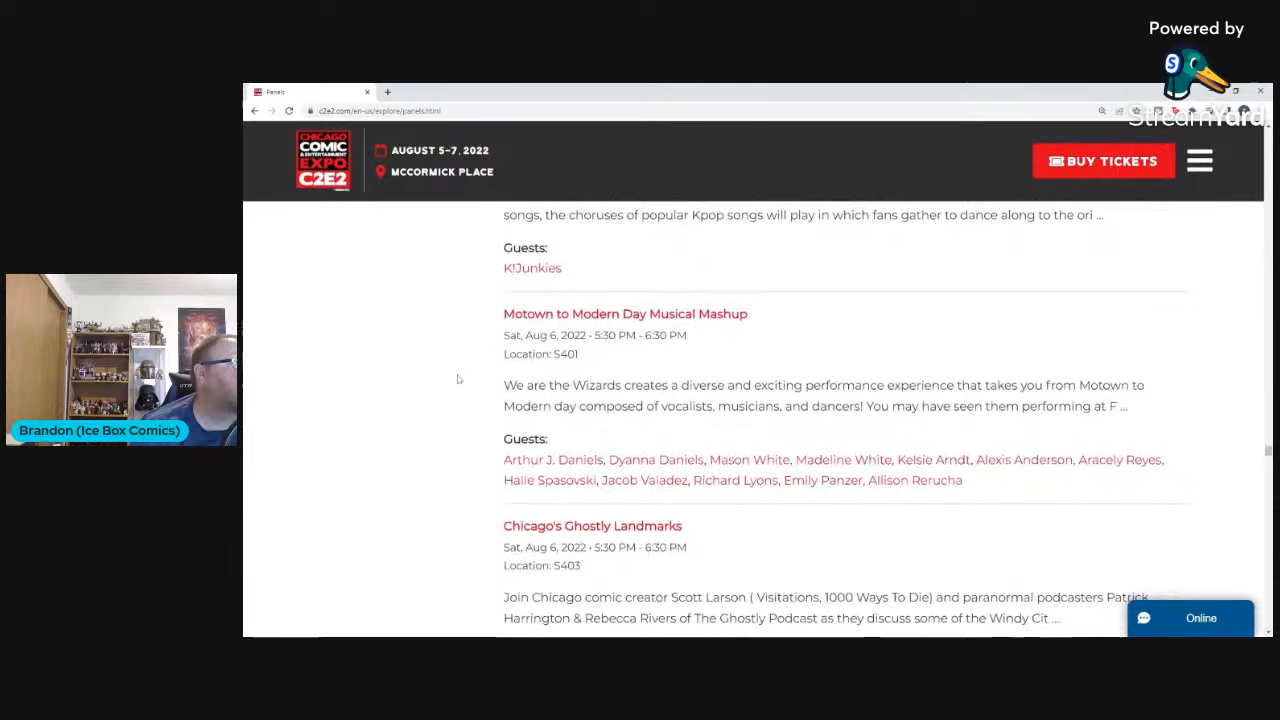 Powered by
S
StreamYard
Panels
c2e2.com/en-us/explore/panels.html
CHICAGO
COMIC
& ENTERTAINMENT
EXPO
C2E2
AUGUST 5-7, 2022
MCCORMICK PLACE
BUY TICKETS
songs, the choruses of popular Kpop songs will play in which fans gather to dance along to the ori ...
Guests:
K!Junkies
Motown to Modern Day Musical Mashup
Sat, Aug 6, 2022 • 5:30 PM - 6:30 PM
Location: S401
We are the Wizards creates a diverse and exciting performance experience that takes you from Motown to
Modern day composed of vocalists, musicians, and dancers! You may have seen them performing at F ...
Guests:
Arthur J. Daniels, Dyanna Daniels, Mason White, Madeline White, Kelsie Arndt, Alexis Anderson, Aracely Reyes,
Halle Spasovski, Jacob Valadez, Richard Lyons, Emily Panzer, Allison Rerucha
Chicago's Ghostly Landmarks
Sat, Aug 6, 2022 • 5:30 PM - 6:30 PM
Location: S403
Join Chicago comic creator Scott Larson ( Visitations, 1000 Ways To Die) and paranormal podcasters Patrick
Harrington & Rebecca Rivers of The Ghostly Podcast as they discuss some of the Windy Cit ...
Online
Brandon (Ice Box Comics)